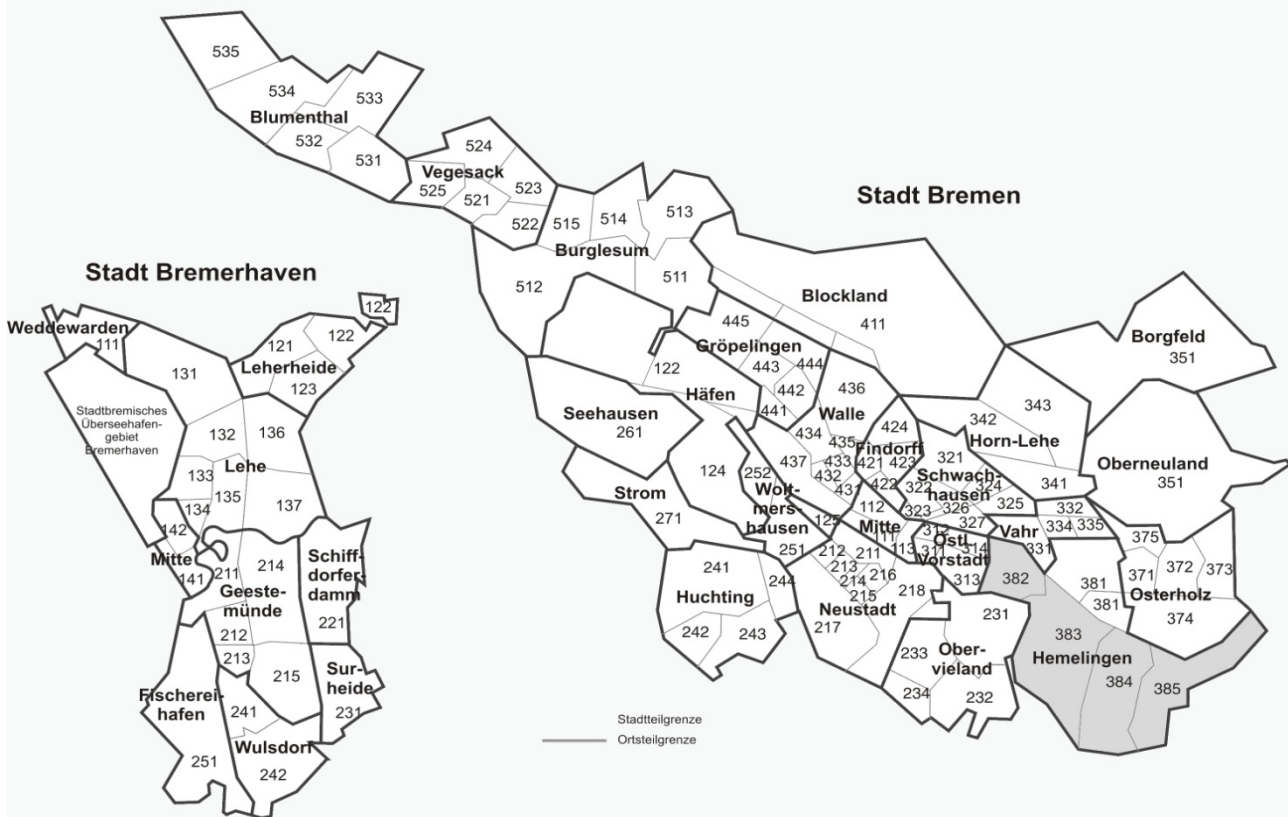 535
534
533
Blumenthal
532
531
524
Vegesack
525
521
523
522
515
514
513
Burglesum
512
511
Stadt Bremen
Blockland
411
Borgfeld
351
445
Gröpelingen
443
444
442
441
122
Häfen
436
Walle
434
435
437
433
432
431
Seehausen
261
424
Findorff
421
423
422
342
343
Horn-Lehe
341
321
Schwach-
hausen
322
324
325
323
326
327
Oberneuland
351
Strom
271
124
252
Wolt-
mers-
hausen
125
251
112
Mitte
111
113
312
Östl.
Vorstadt
311
314
313
Vahr
332
334
335
331
375
372
373
371
Osterholz
374
241
244
Huchting
242
243
212
211
213
214
216
215
218
Neustadt
217
231
233
Ober-
vieland
234
232
382
381
381
383
Hemelingen
384
385
Stadt Bremerhaven
122
Weddewarden
111
121
122
Leherheide
123
131
Stadtbremisches
Überseehafen-
gebiet
Bremerhaven
132
136
133
Lehe
135
134
137
142
Mitte
141
211
214
Geeste-
münde
212
213
215
Schiff-
dorfer-
damm
221
Sur-
heide
231
Fischerei-
hafen
251
241
Wulsdorf
242
Stadtteilgrenze
Ortsteilgrenze